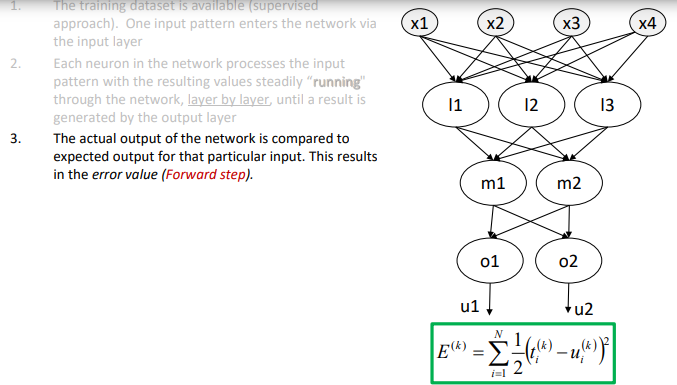 1. The training dataset is available (supervised
approach). One input pattern enters the network via
the input layer
2. Each neuron in the network processes the input
pattern with the resulting values steadily “running"
through the network, layer by layer, until a result is
generated by the output layer
3. The actual output of the network is compared to
expected output for that particular input. This results
in the error value (Forward step).
x1 x2 x3 x4
l1 l2 l3
m1 m2
o1 o2
u1 u2
E^{(k)} = \sum_{i=1}^{N} \frac{1}{2} (t_i^{(k)} - u_i^{(k)})^2